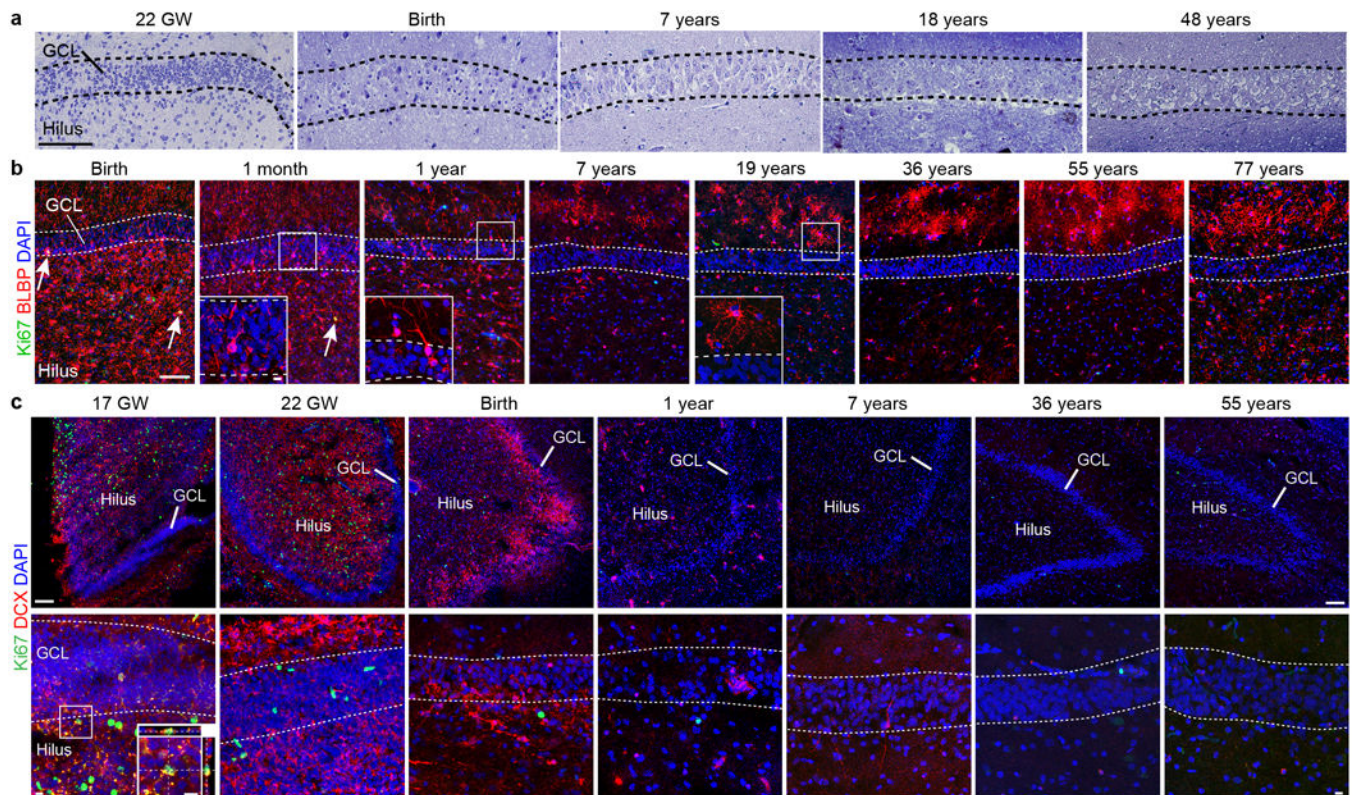 a
22 GW Birth 7 years 18 years 48 years
GCL
Hilus
b
Birth 1 month 1 year 7 years 19 years 36 years 55 years 77 years
Ki67 BLBP DAPI
GCL
Hilus
c
17 GW 22 GW Birth 1 year 7 years 36 years 55 years
Ki67 DCX DAPI
Hilus GCL
GCL Hilus
Hilus GCL
GCL Hilus
GCL Hilus
GCL Hilus
GCL Hilus
GCL
Hilus